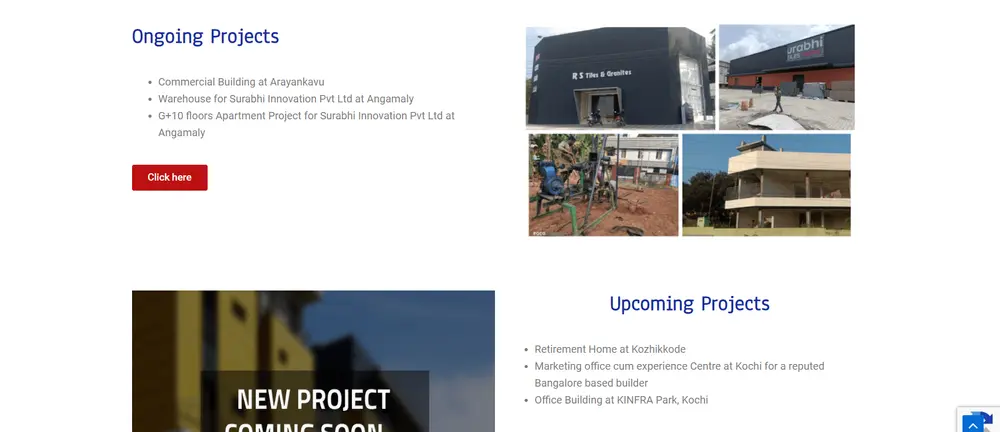 Ongoing Projects
Commercial Building at Arayankavu
Warehouse for Surabhi Innovation Pvt Ltd at Angamaly
G+10 floors Apartment Project for Surabhi Innovation Pvt Ltd at
Angamaly
Click here
R S Tiles & Granites
urabhi
Upcoming Projects
Retirement Home at Kozhikkode
Marketing office cum experience Centre at Kochi for a reputed
Bangalore based builder
Office Building at KINFRA Park, Kochi
NEW PROJECT
COMING SOON